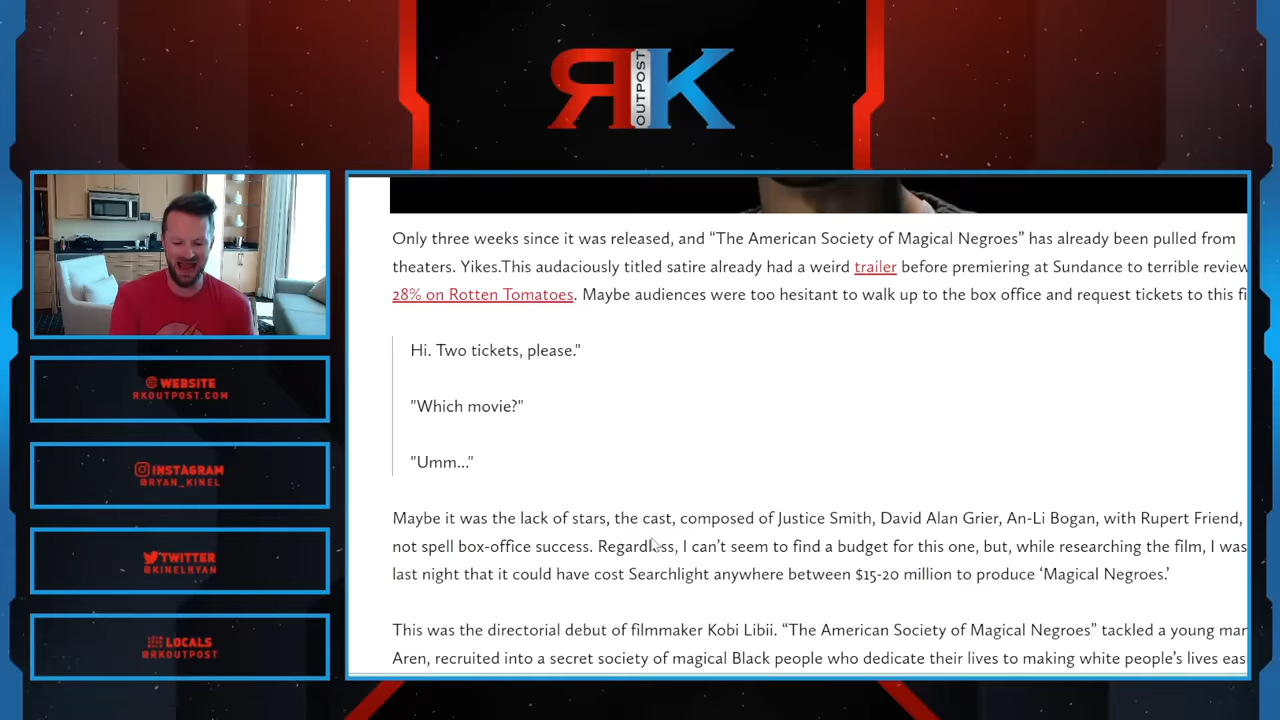 RK
OUTPOST
Only three weeks since it was released, and “The American Society of Magical Negroes” has already been pulled from
theaters. Yikes.This audaciously titled satire already had a weird trailer before premiering at Sundance to terrible review
28% on Rotten Tomatoes. Maybe audiences were too hesitant to walk up to the box office and request tickets to this fi
Hi. Two tickets, please."
"Which movie?"
"Umm…"
Maybe it was the lack of stars, the cast, composed of Justice Smith, David Alan Grier, An-Li Bogan, with Rupert Friend,
not spell box-office success. Regardless, I can’t seem to find a budget for this one, but, while researching the film, I was
last night that it could have cost Searchlight anywhere between $15-20 million to produce ‘Magical Negroes.’
This was the directorial debut of filmmaker Kobi Libii. “The American Society of Magical Negroes” tackled a young man
Aren, recruited into a secret society of magical Black people who dedicate their lives to making white people’s lives eas
WEBSITE
RKOUTPOST.COM
INSTAGRAM
@RYAN_KINEL
TWITTER
@KINELRYAN
LOCALS
@RKOUTPOST